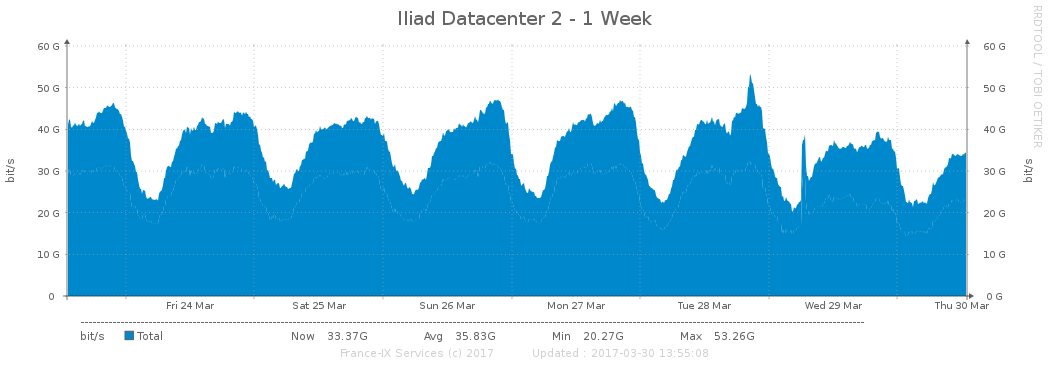 Iliad Datacenter 2 - 1 Week
RRDTOOL / TOBI OETIKER
bit/s
bit/s
60 G 60 G
50 G 50 G
40 G 40 G
30 G 30 G
20 G 20 G
10 G 10 G
0 0 G
Fri 24 Mar Sat 25 Mar Sun 26 Mar Mon 27 Mar Tue 28 Mar Wed 29 Mar Thu 30 Mar
bit/s Total Now 33.37G Avg 35.83G Min 20.27G Max 53.26G
France-IX Services (c) 2017 Updated : 2017-03-30 13:55:08